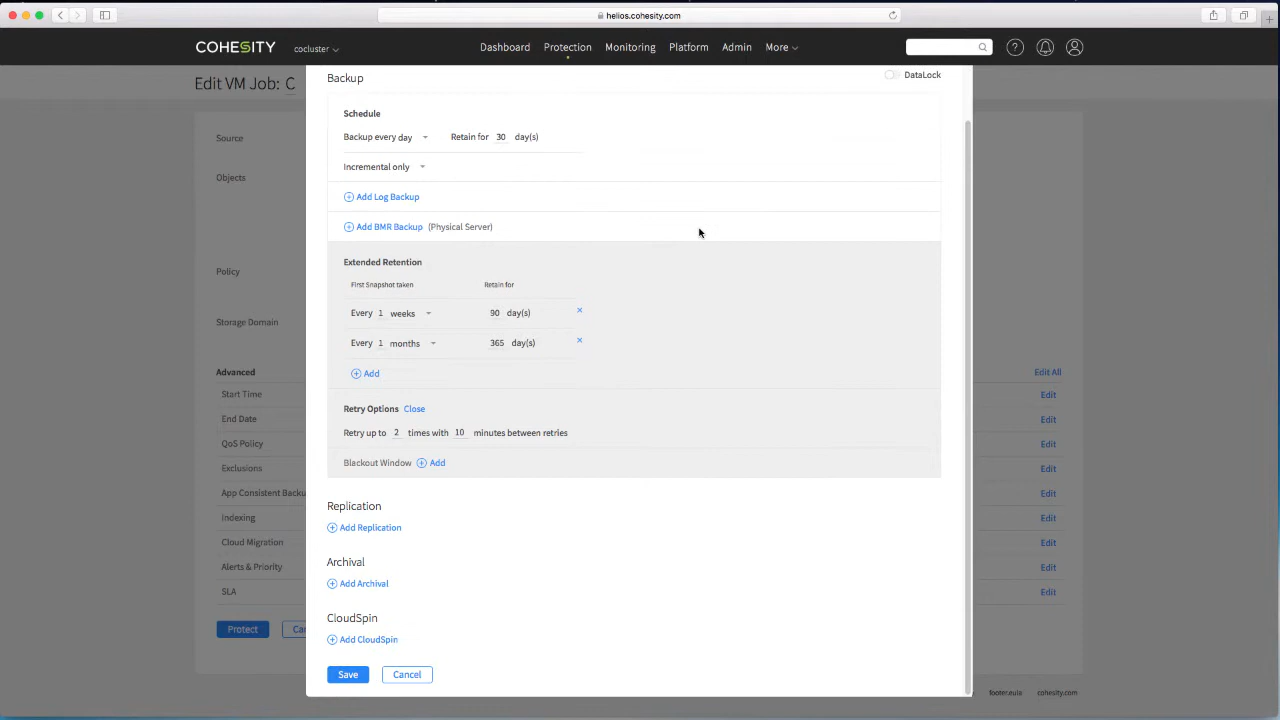 helios.cohesity.com
COHESITY
cocluster
Dashboard
Protection
Monitoring
Platform
Admin
More
Edit VM Job: C
Source
Objects
Policy
Storage Domain
Advanced
Edit All
Start Time
Edit
End Date
Edit
QoS Policy
Edit
Exclusions
Edit
App Consistent Backu
Edit
Indexing
Edit
Cloud Migration
Edit
Alerts & Priority
Edit
SLA
Edit
Protect
Ca
Backup
DataLock
Schedule
Backup every day
Retain for 30 day(s)
Incremental only
Add Log Backup
Add BMR Backup (Physical Server)
Extended Retention
First Snapshot taken
Retain for
Every 1 weeks
90 day(s)
Every 1 months
365 day(s)
Add
Retry Options Close
Retry up to 2 times with 10 minutes between retries
Blackout Window Add
Replication
Add Replication
Archival
Add Archival
CloudSpin
Add CloudSpin
Save
Cancel
footer.eula
cohesity.com